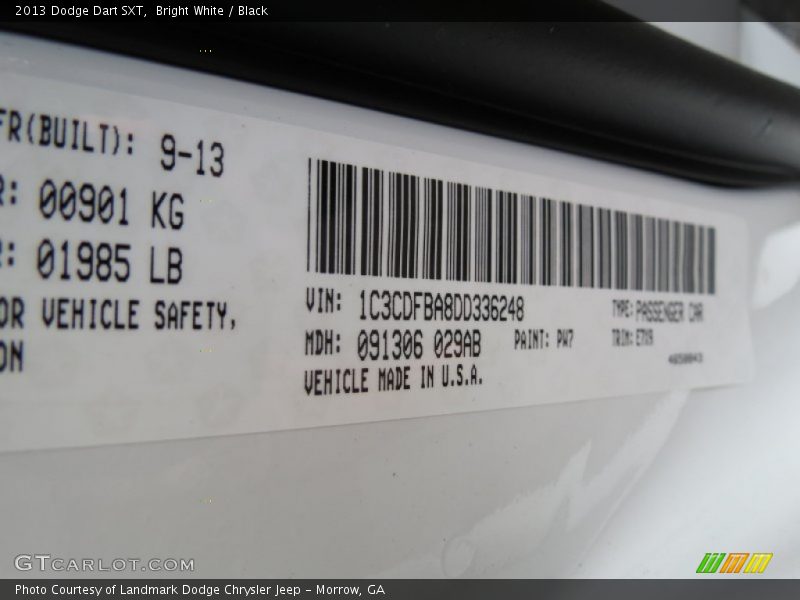 2013 Dodge Dart SXT,  Bright White / Black
FR(BUILT): 9-13
R: 00901 KG
R: 01985 LB
OR VEHICLE SAFETY,
ON
VIN: 1C3CDFBA8DD336248
TYPE: PASSENGER CAR
MDH: 091306 029AB
PAINT: PW7
TRIM:
VEHICLE MADE IN U.S.A.
GTCARLOT.COM
Photo Courtesy of Landmark Dodge Chrysler Jeep – Morrow, GA